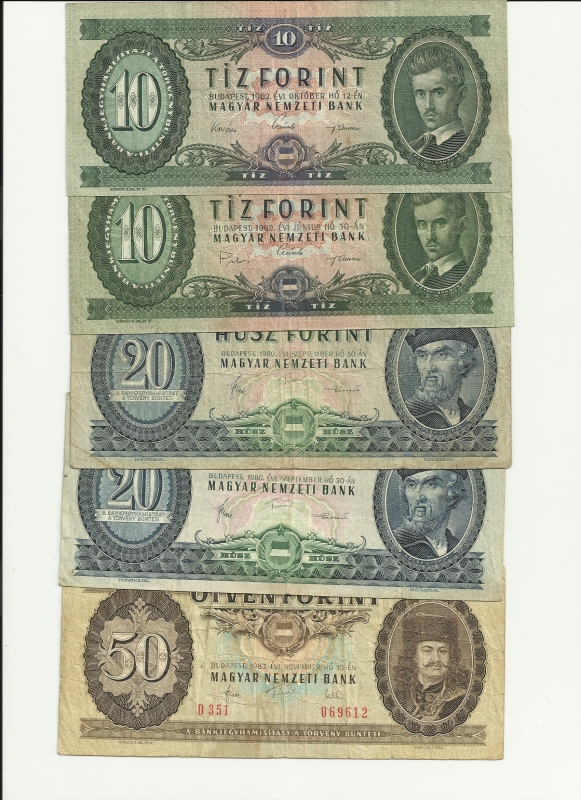 TÍZ 10 TÍZ
TÍZ FORINT
10
BUDAPEST, 1962. ÉVI OKTÓBER HÓ 12-ÉN
MAGYAR NEMZETI BANK
TÍZ TÍZ
TÍZ FORINT
10
BUDAPEST, 1969. ÉVI JÚNIUS HÓ 30-ÁN
MAGYAR NEMZETI BANK
TÍZ TÍZ
HÚSZ FORINT
20
BUDAPEST, 1980. ÉVI SZEPTEMBER HÓ 30-ÁN
MAGYAR NEMZETI BANK
A BANKJEGYHAMISÍTÁST
A TÖRVÉNY BÜNTETI
HÚSZ HÚSZ
20
BUDAPEST, 1980. ÉVI SZEPTEMBER HÓ 30-ÁN
MAGYAR NEMZETI BANK
A BANKJEGYHAMISÍTÁST
A TÖRVÉNY BÜNTETI
HÚSZ HÚSZ
ÖTVEN FORINT
50
BUDAPEST, 1983. ÉVI NOVEMBER HÓ 10-ÉN
MAGYAR NEMZETI BANK
D 351 069612
A BANKJEGYHAMISÍTÁST A TÖRVÉNY BÜNTETI